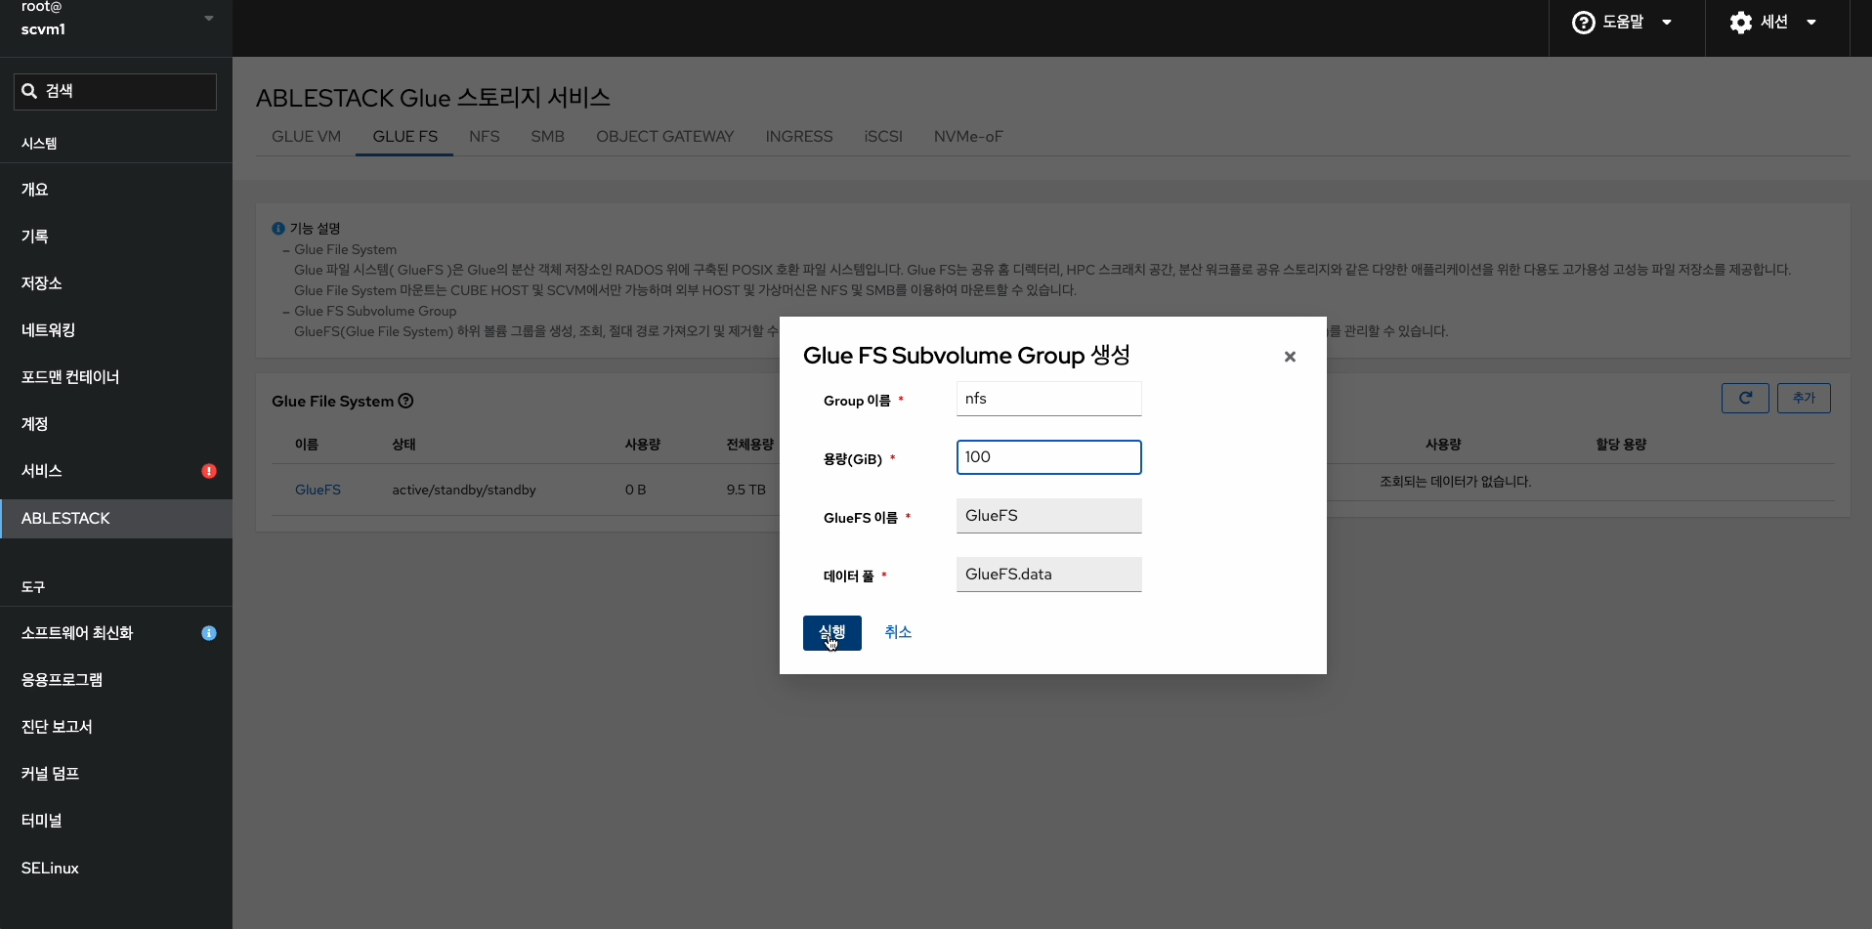 root@
scvm1
도움말
세션
검색
시스템
개요
기록
저장소
네트워킹
포드맨 컨테이너
계정
서비스
ABLESTACK
도구
소프트웨어 최신화
응용프로그램
진단 보고서
커널 덤프
터미널
SELinux
ABLESTACK Glue 스토리지 서비스
GLUE VM GLUE FS NFS SMB OBJECT GATEWAY INGRESS iSCSI NVMe-oF
기능 설명
– Glue File System
Glue 파일 시스템( GlueFS )은 Glue의 분산 객체 저장소인 RADOS 위에 구축된 POSIX 호환 파일 시스템입니다. Glue FS는 공유 홈 디렉터리, HPC 스크래치 공간, 분산 워크플로 공유 스토리지와 같은 다양한 애플리케이션을 위한 다용도 고가용성 고성능 파일 저장소를 제공합니다.
Glue File System 마운트는 CUBE HOST 및 SCVM에서만 가능하며 외부 HOST 및 가상머신은 NFS 및 SMB를 이용하여 마운트할 수 있습니다.
– Glue FS Subvolume Group
GlueFS(Glue File System) 하위 볼륨 그룹을 생성, 조회, 절대 경로 가져오기 및 제거할 수 를 관리할 수 있습니다.
Glue File System
이름 상태 사용량 전체용량
GlueFS active/standby/standby 0 B 9.5 TB
추가
사용량 할당 용량
조회되는 데이터가 없습니다.
Glue FS Subvolume Group 생성
Group 이름 * nfs
용량(GiB) * 100
GlueFS 이름 * GlueFS
데이터 풀 * GlueFS.data
실행 취소